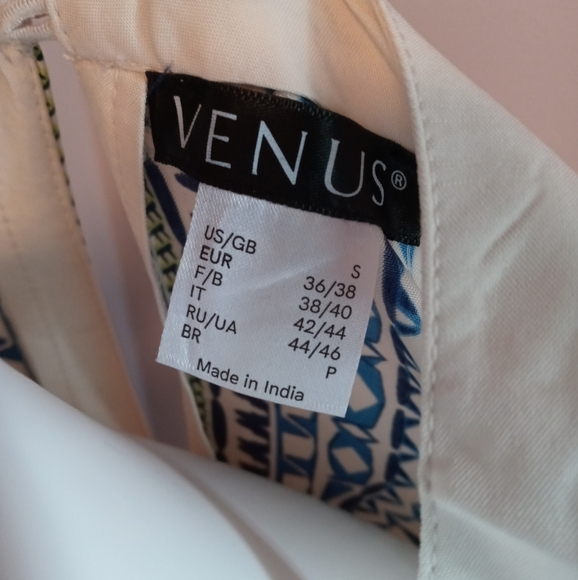 VENUS®
US/GB S
EUR 36/38
F/B 38/40
IT 42/44
RU/UA 44/46
BR P
Made in India